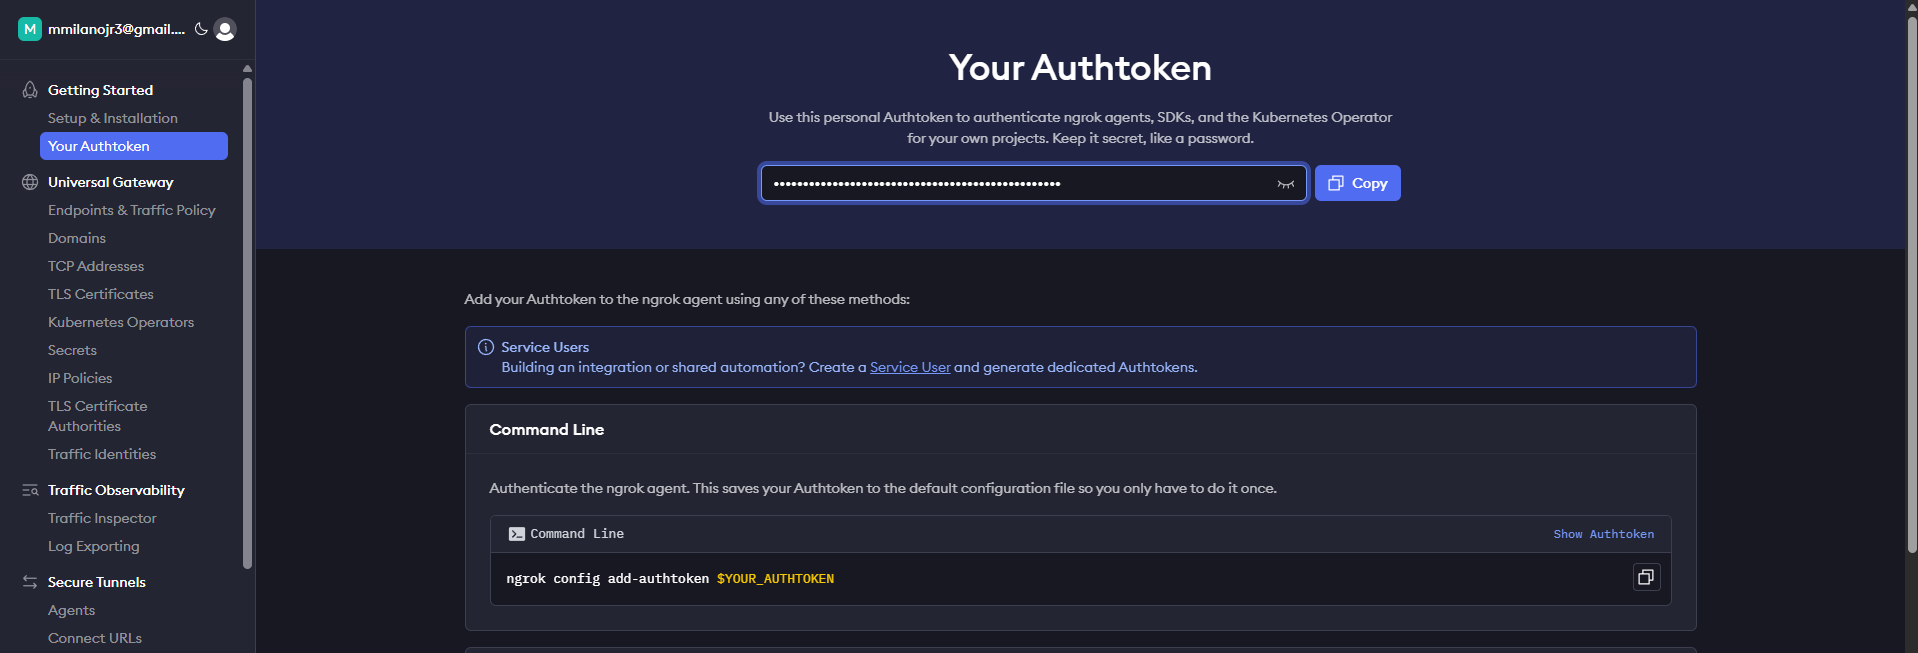 M mmilanojr3@gmail....
Getting Started
Setup & Installation
Your Authtoken
Universal Gateway
Endpoints & Traffic Policy
Domains
TCP Addresses
TLS Certificates
Kubernetes Operators
Secrets
IP Policies
TLS Certificate
Authorities
Traffic Identities
Traffic Observability
Traffic Inspector
Log Exporting
Secure Tunnels
Agents
Connect URLs
Your Authtoken
Use this personal Authtoken to authenticate ngrok agents, SDKs, and the Kubernetes Operator
for your own projects. Keep it secret, like a password.
Copy
Add your Authtoken to the ngrok agent using any of these methods:
Service Users
Building an integration or shared automation? Create a Service User and generate dedicated Authtokens.
Command Line
Authenticate the ngrok agent. This saves your Authtoken to the default configuration file so you only have to do it once.
Command Line
Show Authtoken
ngrok config add-authtoken $YOUR_AUTHTOKEN